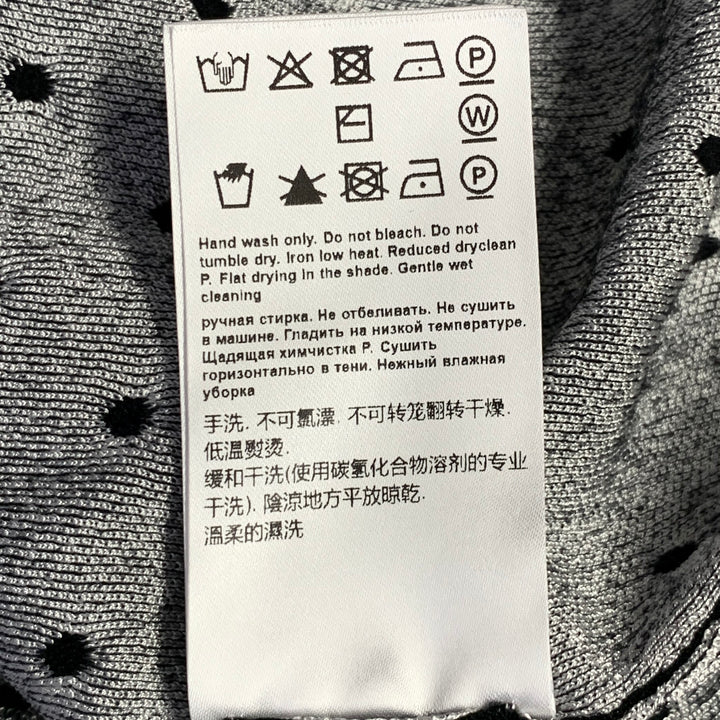 P
W
P
Hand wash only. Do not bleach. Do not
tumble dry. Iron low heat. Reduced dryclean
P. Flat drying in the shade. Gentle wet
cleaning
ручная стирка. Не отбеливать. Не сушить
в машине. Гладить на низкой температуре.
Щадящая химчистка P. Сушить
горизонтально в тени. Нежный влажная
уборка
手洗. 不可氯漂. 不可转笼翻转干燥.
低温熨烫.
缓和干洗(使用碳氢化合物溶剂的专业
干洗). 陰涼地方平放晾乾.
溫柔的濕洗